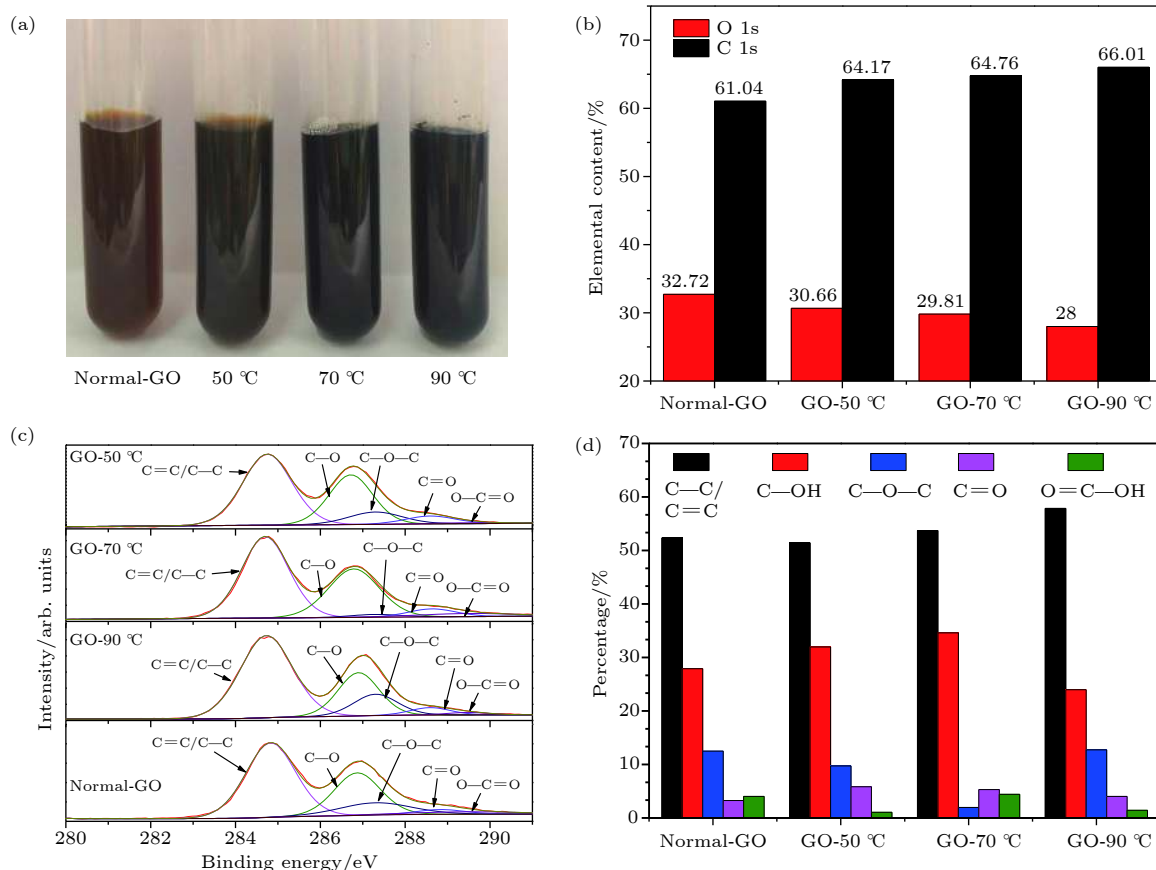 (a)
Normal-GO 50 ℃ 70 ℃ 90 ℃
(b)
O 1s
C 1s
Elemental content/%
70
60
50
40
30
20
32.72
61.04
30.66
64.17
29.81
64.76
28
66.01
Normal-GO GO-50 ℃ GO-70 ℃ GO-90 ℃
(c)
Intensity/arb. units
GO-50 ℃
C=C/C—C
C—O
C—O—C
C=O
O—C=O
GO-70 ℃
C=C/C—C
C—O
C—O—C
C=O
O—C=O
GO-90 ℃
C=C/C—C
C—O
C—O—C
C=O
O—C=O
Normal-GO
C=C/C—C
C—O
C—O—C
C=O
O—C=O
280 282 284 286 288 290
Binding energy/eV
(d)
Percentage/%
70
60
50
40
30
20
10
0
C—C/
C=C
C—OH
C—O—C
C=O
O=C—OH
Normal-GO GO-50 ℃ GO-70 ℃ GO-90 ℃